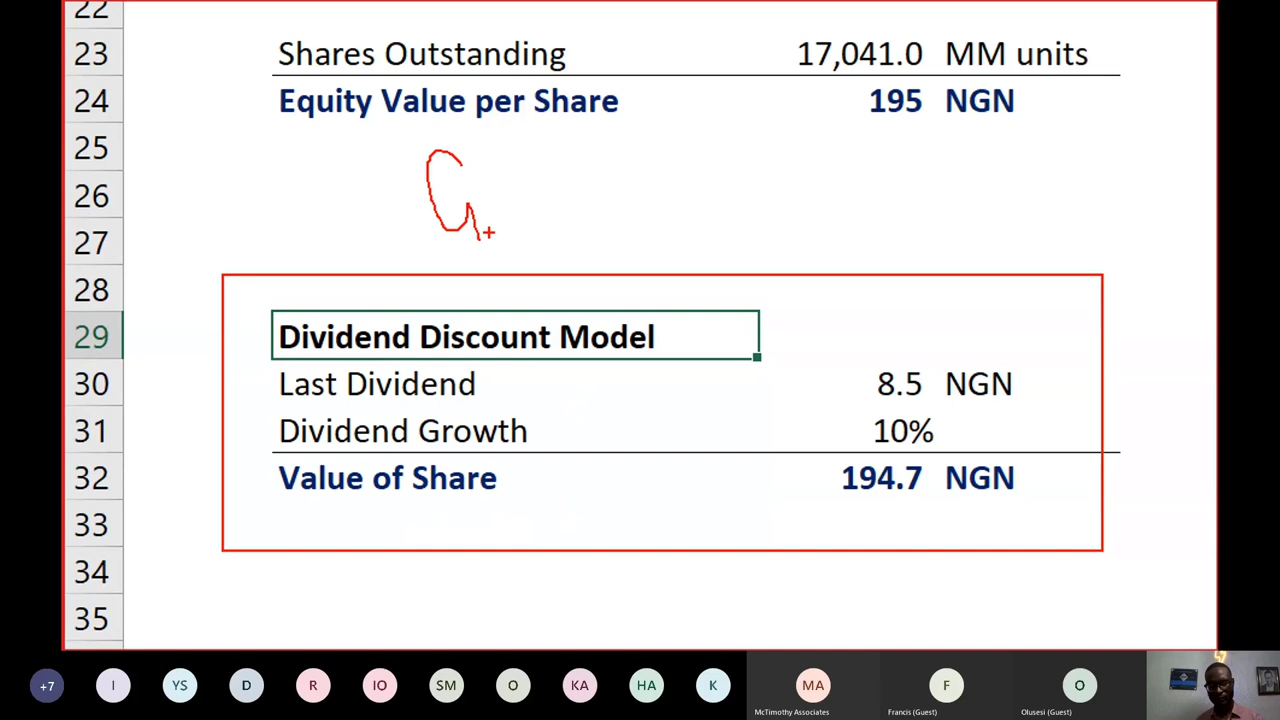 22
23 Shares Outstanding 17,041.0 MM units
24 Equity Value per Share 195 NGN
25
G
26
27
28
29 Dividend Discount Model
30 Last Dividend 8.5 NGN
31 Dividend Growth 10%
32 Value of Share 194.7 NGN
33
34
35
+7 I YS D R IO SM O KA HA K MA F O
McTimothy Associates Francis (Guest) Olusesi (Guest)